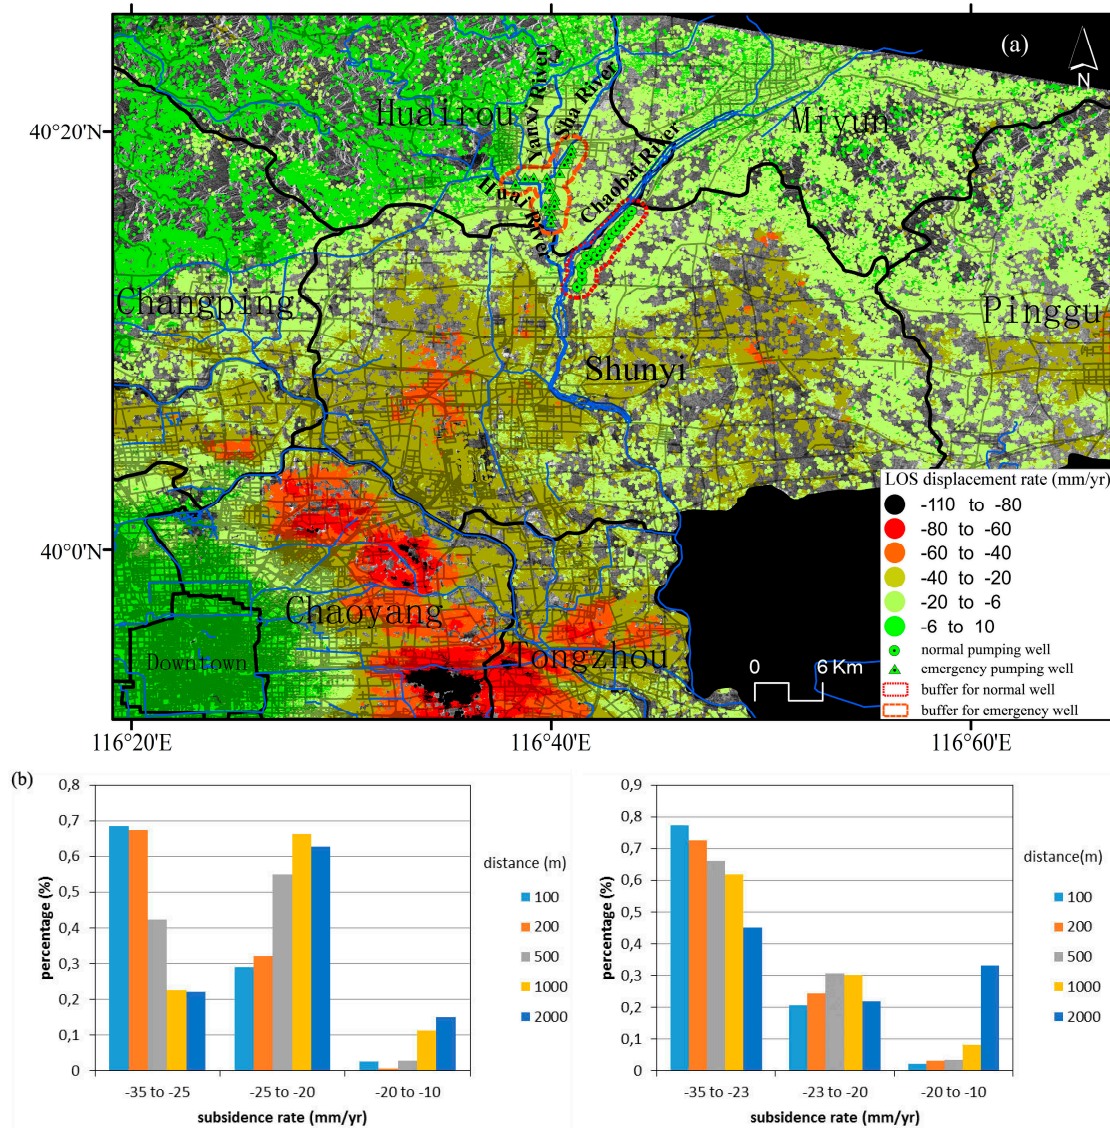 (a)
N
Yanxi River
Sha River
Huairou
Miyun
40°20'N
Chaobai River
Huai River
Changping
Pinggu
Shunyi
LOS displacement rate (mm/yr)
-110 to -80
-80 to -60
-60 to -40
-40 to -20
-20 to -6
-6 to 10
normal pumping well
emergency pumping well
buffer for normal well
buffer for emergency well
40°0'N
Chaoyang
Downtown
Tongzhou
0 6 Km
116°20'E 116°40'E 116°60'E
(b)
0,8
0,7
0,6
0,5
0,4
0,3
0,2
0,1
0
percentage (%)
-35 to -25 -25 to -20 -20 to -10
subsidence rate (mm/yr)
distance (m)
100
200
500
1000
2000
0,9
0,8
0,7
0,6
0,5
0,4
0,3
0,2
0,1
0
percentage (%)
-35 to -23 -23 to -20 -20 to -10
subsidence rate (mm/yr)
distance(m)
100
200
500
1000
2000